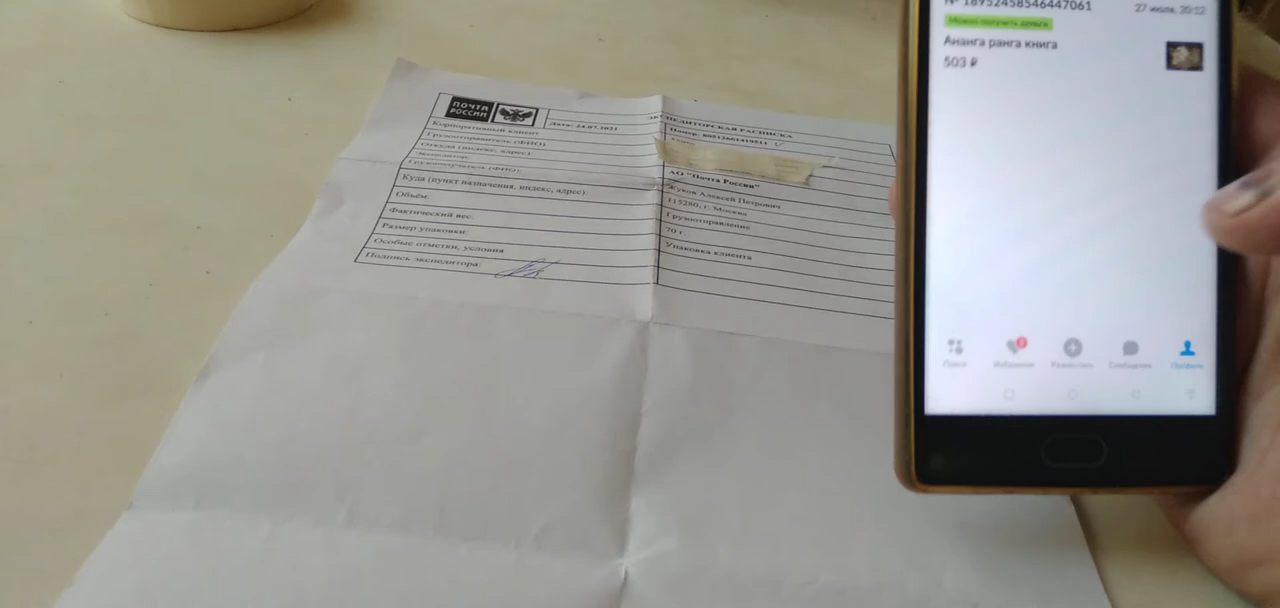 ПОЧТА
РОССИИ
ЭКСПЕДИТОРСКАЯ РАСПИСКА
Дата: 24.07.2021
Номер:
Корпоративный клиент
Грузоотправитель (ФИО)
Откуда (индекс, адрес):
Экспедитор:
АО "Почта России"
Грузополучатель (ФИО):
Алексей Петрович
Куда (пункт назначения, индекс, адрес):
115280, г. Москва
Объём:
Грузоотправление
Фактический вес:
70 г.
Размер упаковки:
Упаковка клиента
Особые отметки, условия
Подпись экспедитора:
№ 18952458546447061
27 июля, 20:12
Можно получить деньги
Ананга ранга книга
503 ₽
Поиск
Избранное
Разместить
Сообщения
Профиль